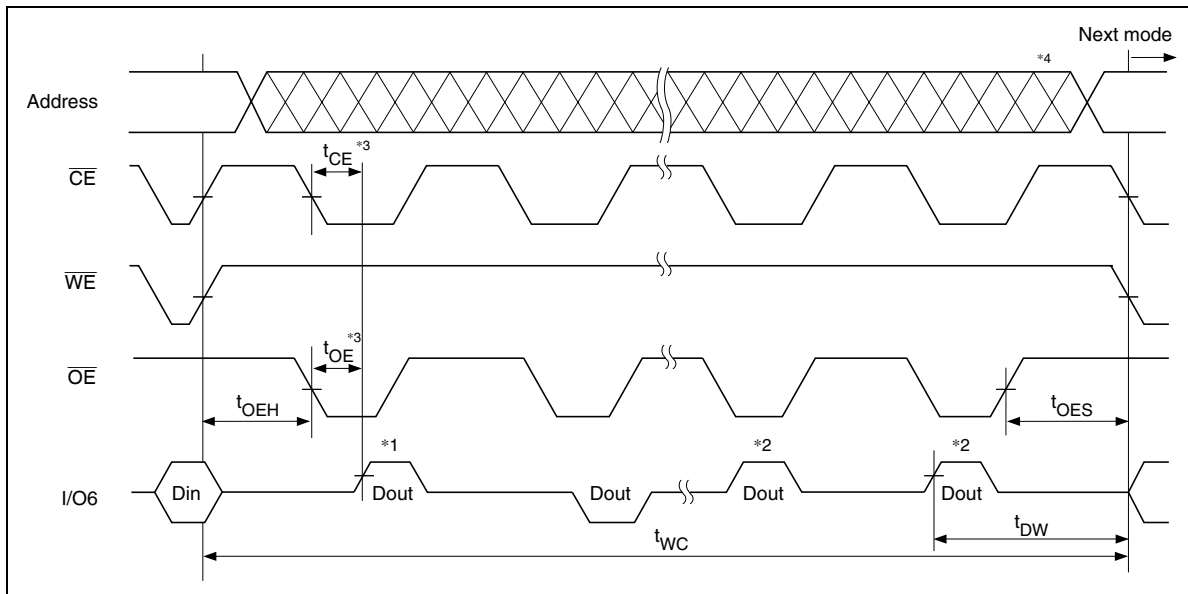 Next mode
*4
Address
tCE *3
CE
WE
tOE *3
OE
tOEH
tOES
*1
*2
*2
I/O6
Din
Dout
Dout
Dout
Dout
tDW
tWC